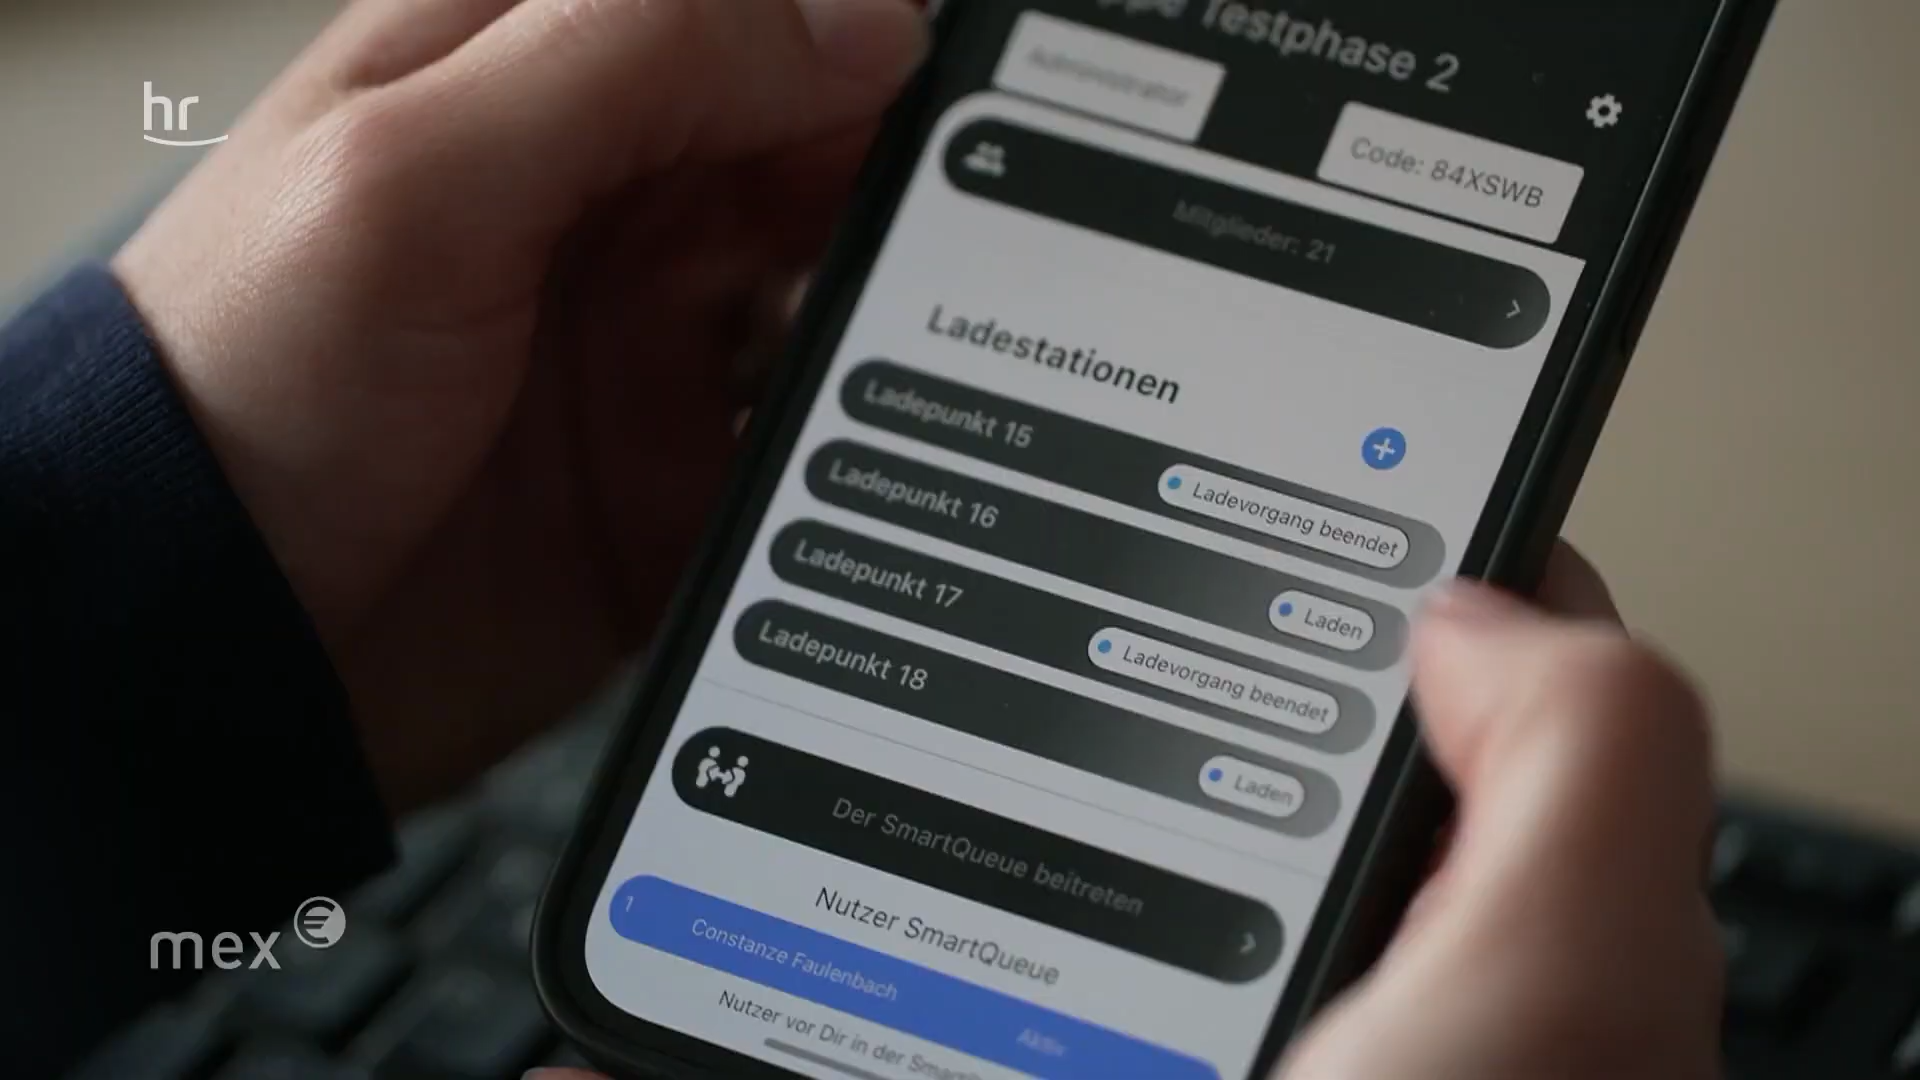 hr
Testphase 2
Administrator
Code: 84XSWB
Mitglieder: 21
Ladestationen
Ladepunkt 15
Ladevorgang beendet
Ladepunkt 16
Laden
Ladepunkt 17
Ladevorgang beendet
Ladepunkt 18
Laden
Der SmartQueue beitreten
Nutzer SmartQueue
1 Constanze Faulenbach Aktiv
Nutzer vor Dir in der
mex